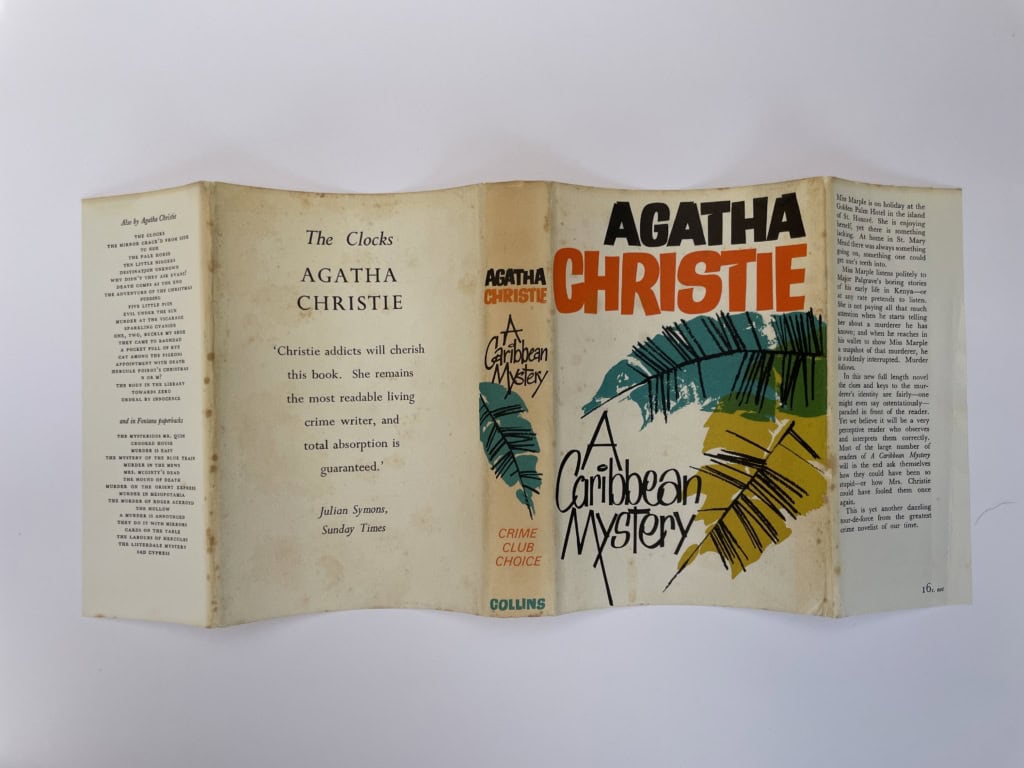 Also by Agatha Christie
THE CLOCKS
THE MIRROR CRACK'D FROM SIDE
TO SIDE
THE PALE HORSE
TEN LITTLE NIGGERS
DESTINATION UNKNOWN
WHY DIDN'T THEY ASK EVANS?
DEATH COMES AS THE END
THE ADVENTURE OF THE CHRISTMAS
PUDDING
FIVE LITTLE PIGS
EVIL UNDER THE SUN
MURDER AT THE VICARAGE
SPARKLING CYANIDE
ONE, TWO, BUCKLE MY SHOE
THEY CAME TO BAGHDAD
A POCKET FULL OF RYE
CAT AMONG THE PIGEONS
APPOINTMENT WITH DEATH
HERCULE POIROT'S CHRISTMAS
N OR M?
THE BODY IN THE LIBRARY
TOWARDS ZERO
ORDEAL BY INNOCENCE
and in Fontana paperbacks
THE MYSTERIOUS MR. QUIN
CROOKED HOUSE
MURDER IS EASY
THE MYSTERY OF THE BLUE TRAIN
MURDER IN THE MEWS
MRS. MCGINTY'S DEAD
THE HOUND OF DEATH
MURDER ON THE ORIENT EXPRESS
MURDER IN MESOPOTAMIA
THE MURDER OF ROGER ACKROYD
THE HOLLOW
A MURDER IS ANNOUNCED
THEY DO IT WITH MIRRORS
CARDS ON THE TABLE
THE LABOURS OF HERCULES
THE LISTERDALE MYSTERY
SAD CYPRESS
The Clocks
AGATHA
CHRISTIE
'Christie addicts will cherish
this book. She remains
the most readable living
crime writer, and
total absorption is
guaranteed.'
Julian Symons,
Sunday Times
AGATHA
CHRISTIE
A
Caribbean
Mystery
CRIME
CLUB
CHOICE
COLLINS
AGATHA
CHRISTIE
A
Caribbean
Mystery
Miss Marple is on holiday at the
Golden Palm Hotel in the island
of St. Honoré. She is enjoying
herself, yet there is something
lacking. At home in St. Mary
Mead there was always something
going on, something one could
get one's teeth into.
Miss Marple listens politely to
Major Palgrave's boring stories
of his early life in Kenya—or
at any rate pretends to listen.
She is not paying all that much
attention when he starts telling
her about a murderer he has
known; and when he reaches in
his wallet to show Miss Marple
a snapshot of that murderer, he
is suddenly interrupted. Murder
follows.
In this new full length novel
the clues and keys to the mur-
derer's identity are fairly—one
might even say ostentatiously—
paraded in front of the reader.
Yet we believe it will be a very
perceptive reader who observes
and interprets them correctly.
Most of the large number of
readers of A Caribbean Mystery
will in the end ask themselves
how they could have been so
stupid—or how Mrs. Christie
could have fooled them once
again.
This is yet another dazzling
tour-de-force from the greatest
crime novelist of our time.
16s. net